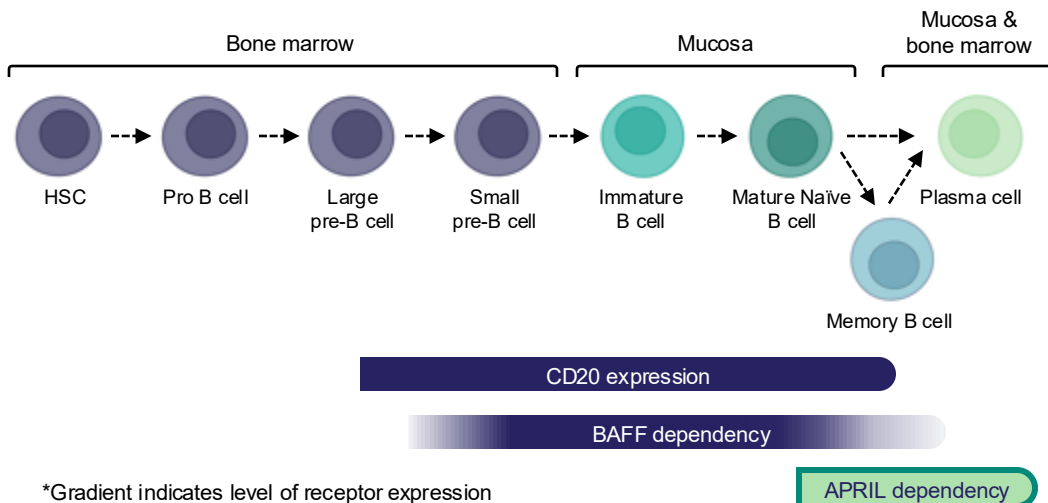 Bone marrow
Mucosa
Mucosa &
bone marrow
HSC
Pro B cell
Large
pre-B cell
Small
pre-B cell
Immature
B cell
Mature Naïve
B cell
Plasma cell
Memory B cell
CD20 expression
BAFF dependency
*Gradient indicates level of receptor expression
APRIL dependency